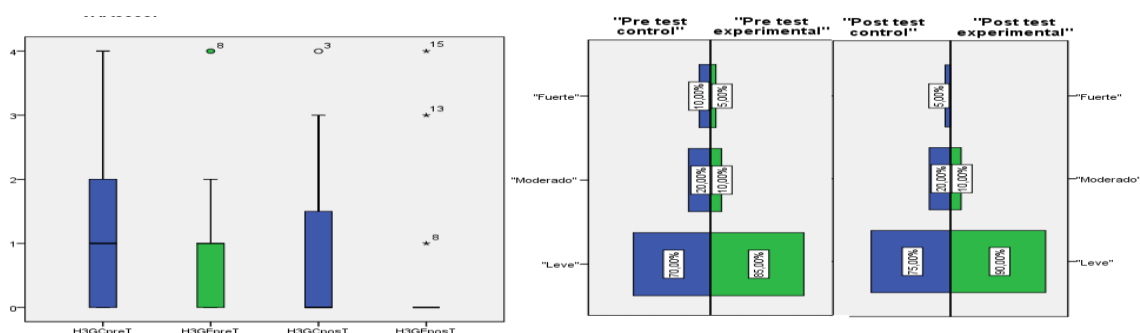 4
3
2
1
0
8
3
15
13
8
H3GCpreT H3GEpreT H3GCposT H3GEposT
"Pre test control" "Pre test experimental"
"Fuerte"
"Moderado"
"Leve"
10,00% 5,00%
20,00% 10,00%
70,00% 85,00%
"Post test control" "Post test experimental"
5,00%
20,00% 10,00%
75,00% 90,00%
"Fuerte"
"Moderado"
"Leve"